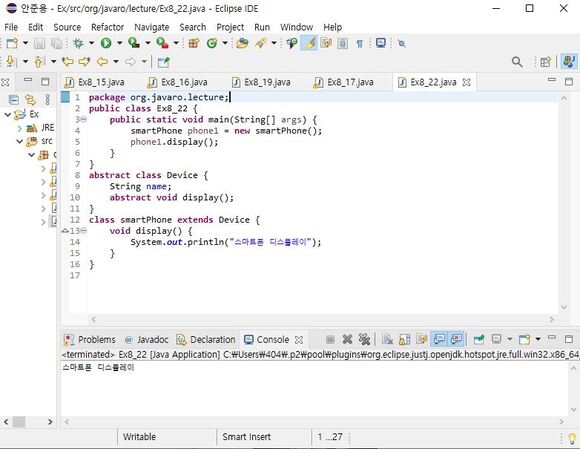 안준용 - Ex/src/org/javaro/lecture/Ex8_22.java - Eclipse IDE
File Edit Source Refactor Navigate Search Project Run Window Help
Ex8_15.java Ex8_16.java Ex8_19.java Ex8_17.java Ex8_22.java
Ex
JRE
src
1 package org.javaro.lecture;
2 public class Ex8_22 {
3 public static void main(String[] args) {
4 smartPhone phone1 = new smartPhone();
5 phone1.display();
6 }
7 }
8 abstract class Device {
9 String name;
10 abstract void display();
11 }
12 class smartPhone extends Device {
13 void display() {
14 System.out.println("스마트폰 디스플레이");
15 }
16 }
17
Problems Javadoc Declaration Console
<terminated> Ex8_22 [Java Application] C:₩Users₩404₩.p2₩pool₩plugins₩org.eclipse.justj.openjdk.hotspot.jre.full.win32.x86_64
스마트폰 디스플레이
Writable Smart Insert 1 ...27